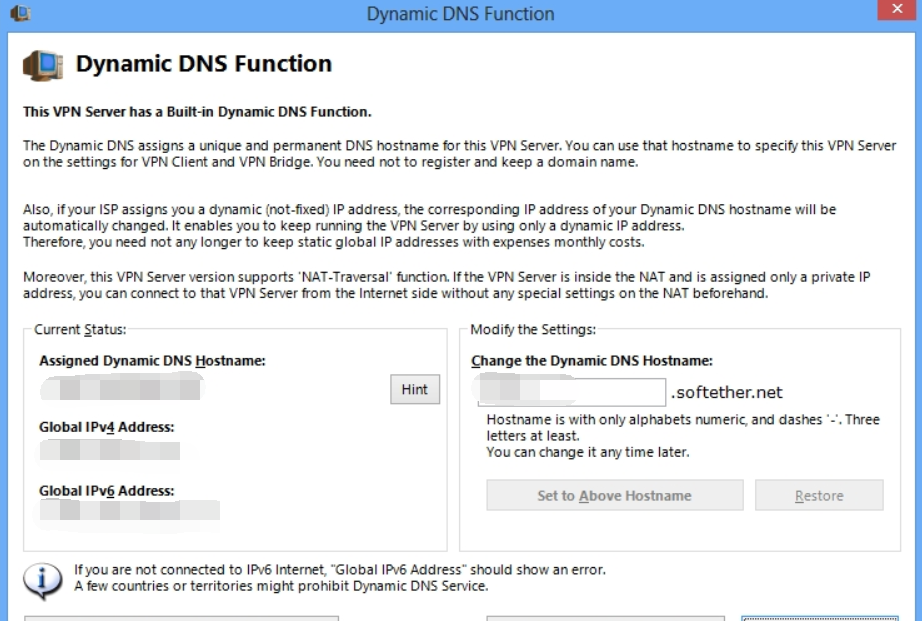 Dynamic DNS Function
Dynamic DNS Function
This VPN Server has a Built-in Dynamic DNS Function.
The Dynamic DNS assigns a unique and permanent DNS hostname for this VPN Server. You can use that hostname to specify this VPN Server
on the settings for VPN Client and VPN Bridge. You need not to register and keep a domain name.
Also, if your ISP assigns you a dynamic (not-fixed) IP address, the corresponding IP address of your Dynamic DNS hostname will be
automatically changed. It enables you to keep running the VPN Server by using only a dynamic IP address.
Therefore, you need not any longer to keep static global IP addresses with expenses monthly costs.
Moreover, this VPN Server version supports 'NAT-Traversal' function. If the VPN Server is inside the NAT and is assigned only a private IP
address, you can connect to that VPN Server from the Internet side without any special settings on the NAT beforehand.
Current Status:
Assigned Dynamic DNS Hostname:
Hint
Global IPv4 Address:
Global IPv6 Address:
Modify the Settings:
Change the Dynamic DNS Hostname:
.softether.net
Hostname is with only alphabets numeric, and dashes '-'. Three
letters at least.
You can change it any time later.
Set to Above Hostname
Restore
If you are not connected to IPv6 Internet, "Global IPv6 Address" should show an error.
A few countries or territories might prohibit Dynamic DNS Service.